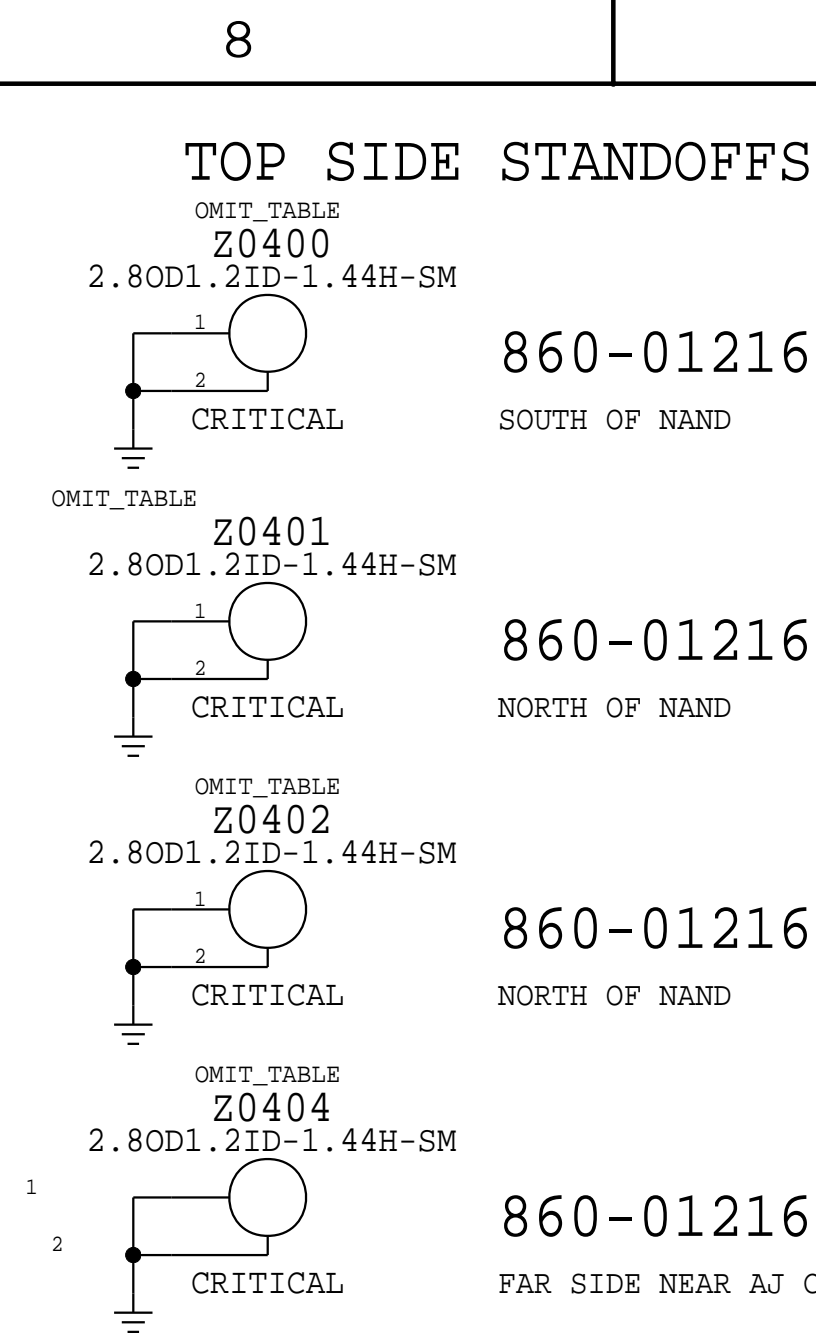 8
TOP SIDE STANDOFFS
OMIT_TABLE
Z0400
2.8OD1.2ID-1.44H-SM
1
860-01216
2
CRITICAL
SOUTH OF NAND
OMIT_TABLE
Z0401
2.8OD1.2ID-1.44H-SM
1
860-01216
2
CRITICAL
NORTH OF NAND
OMIT_TABLE
Z0402
2.8OD1.2ID-1.44H-SM
1
860-01216
2
CRITICAL
NORTH OF NAND
OMIT_TABLE
Z0404
2.8OD1.2ID-1.44H-SM
1
860-01216
2
CRITICAL
FAR SIDE NEAR AJ